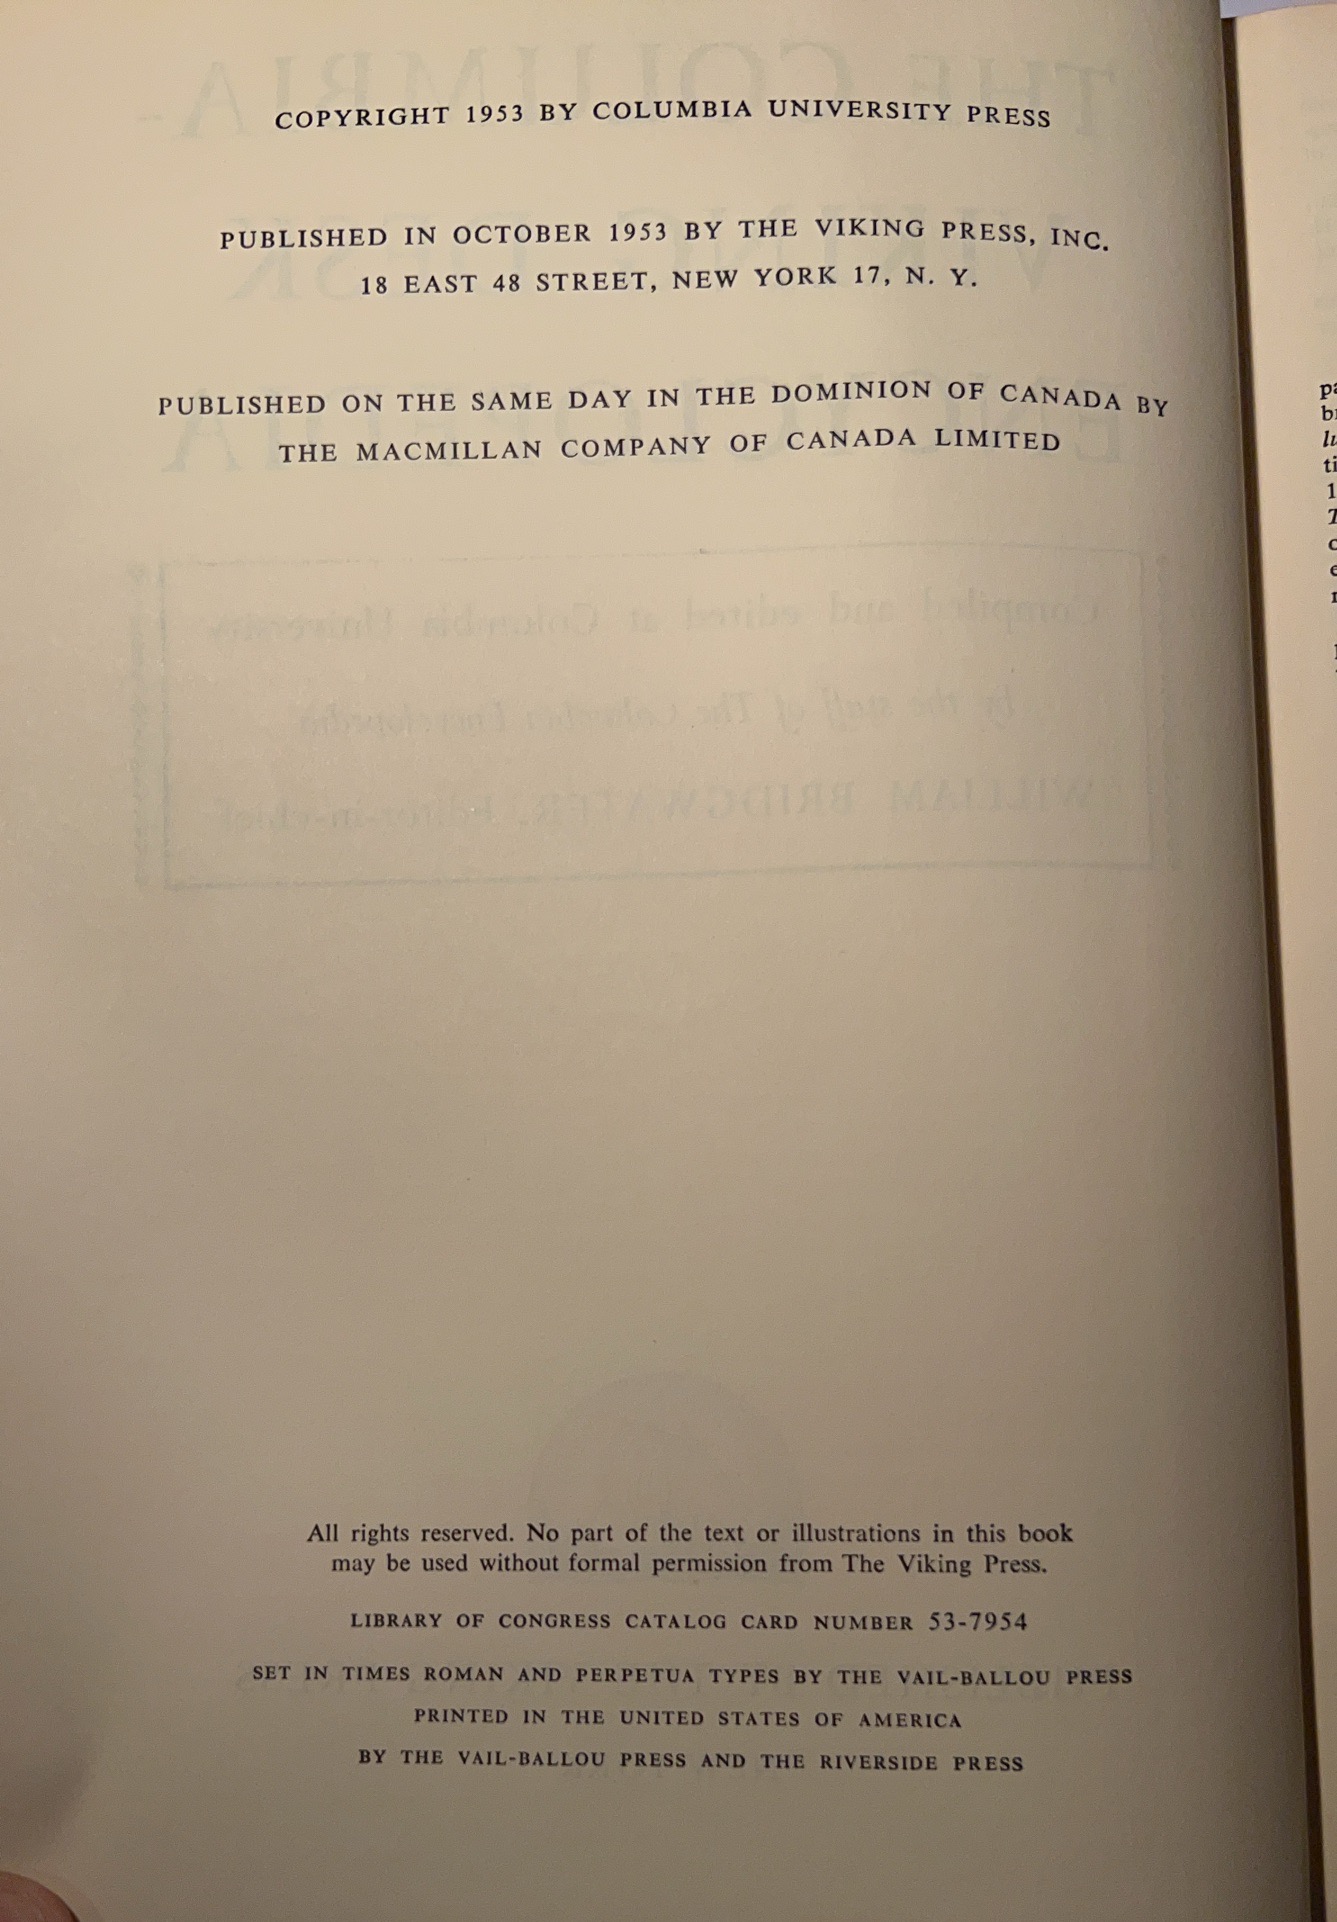 COPYRIGHT 1953 BY COLUMBIA UNIVERSITY PRESS
PUBLISHED IN OCTOBER 1953 BY THE VIKING PRESS, INC.
18 EAST 48 STREET, NEW YORK 17, N. Y.
PUBLISHED ON THE SAME DAY IN THE DOMINION OF CANADA BY
THE MACMILLAN COMPANY OF CANADA LIMITED
All rights reserved. No part of the text or illustrations in this book
may be used without formal permission from The Viking Press.
LIBRARY OF CONGRESS CATALOG CARD NUMBER 53-7954
SET IN TIMES ROMAN AND PERPETUA TYPES BY THE VAIL-BALLOU PRESS
PRINTED IN THE UNITED STATES OF AMERICA
BY THE VAIL-BALLOU PRESS AND THE RIVERSIDE PRESS